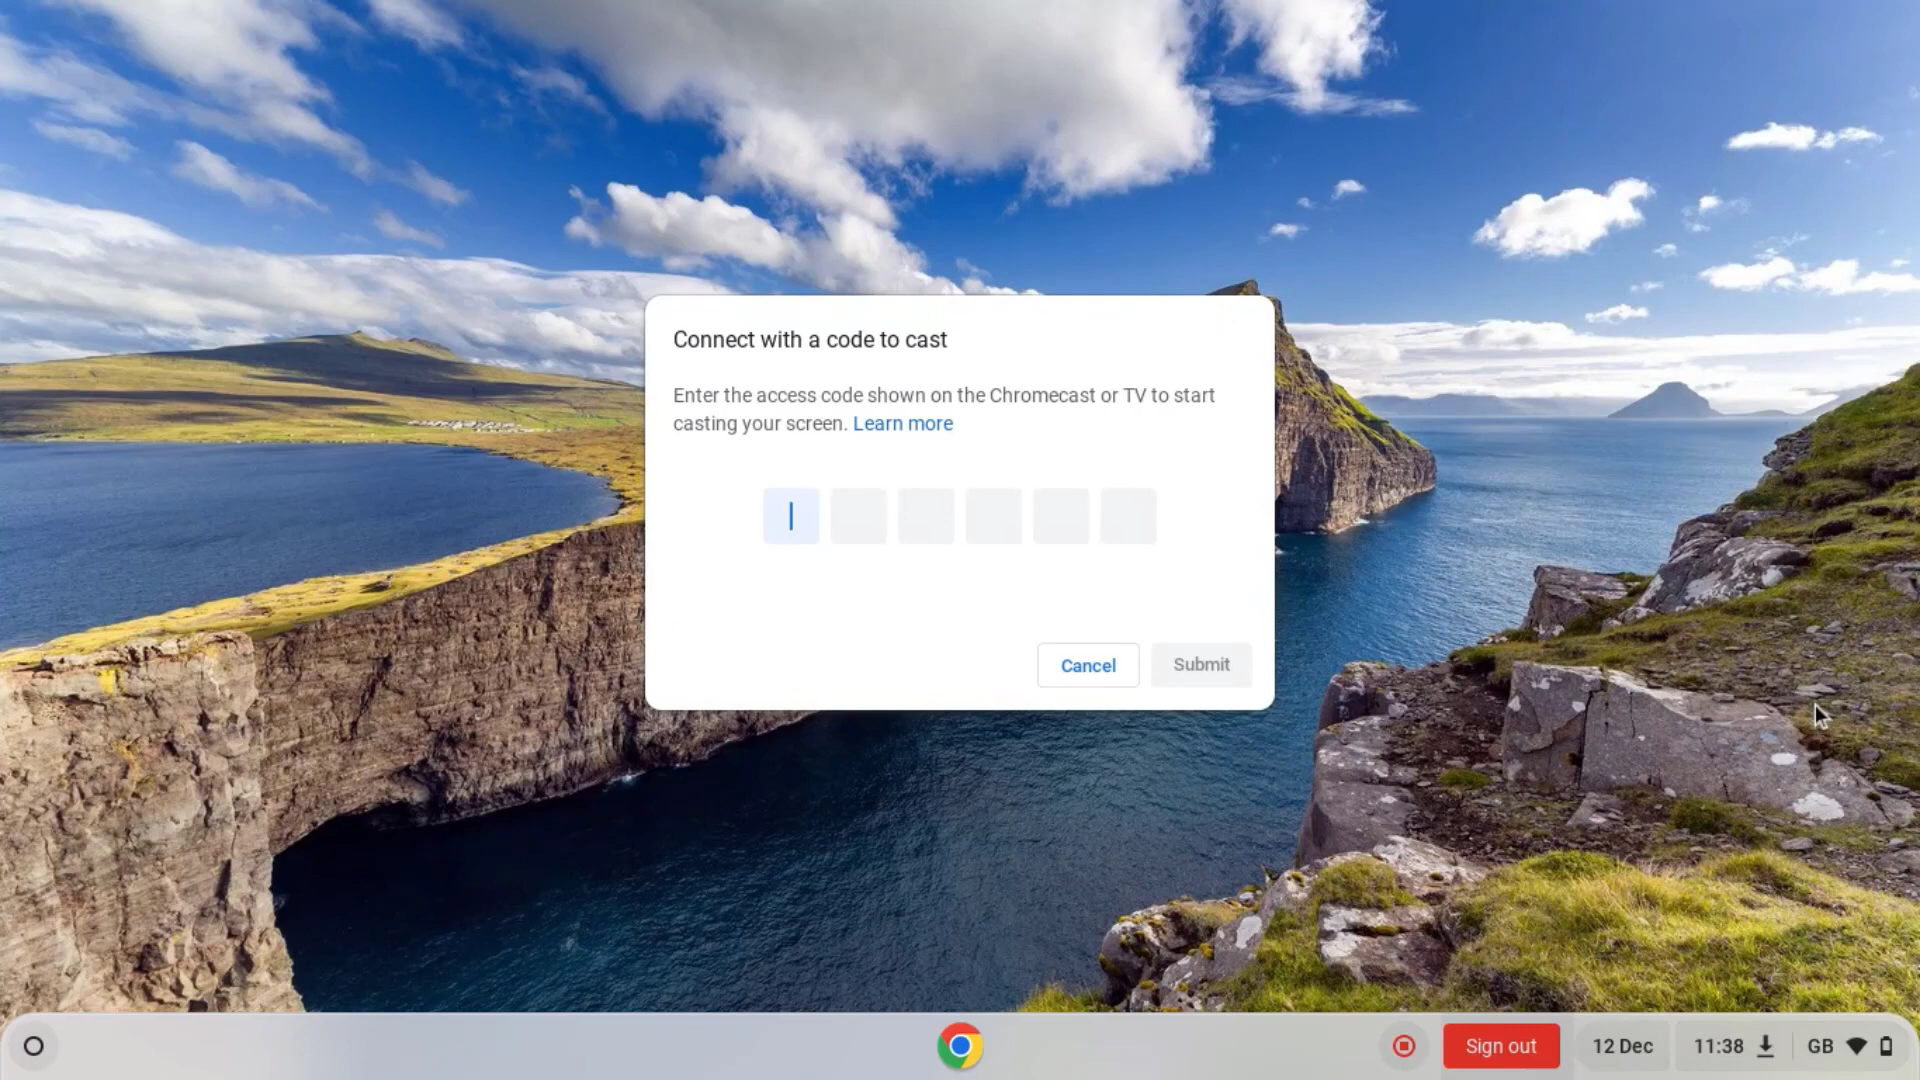 Connect with a code to cast
Enter the access code shown on the Chromecast or TV to start
casting your screen. Learn more
Cancel
Submit
Sign out
12 Dec
11:38
GB